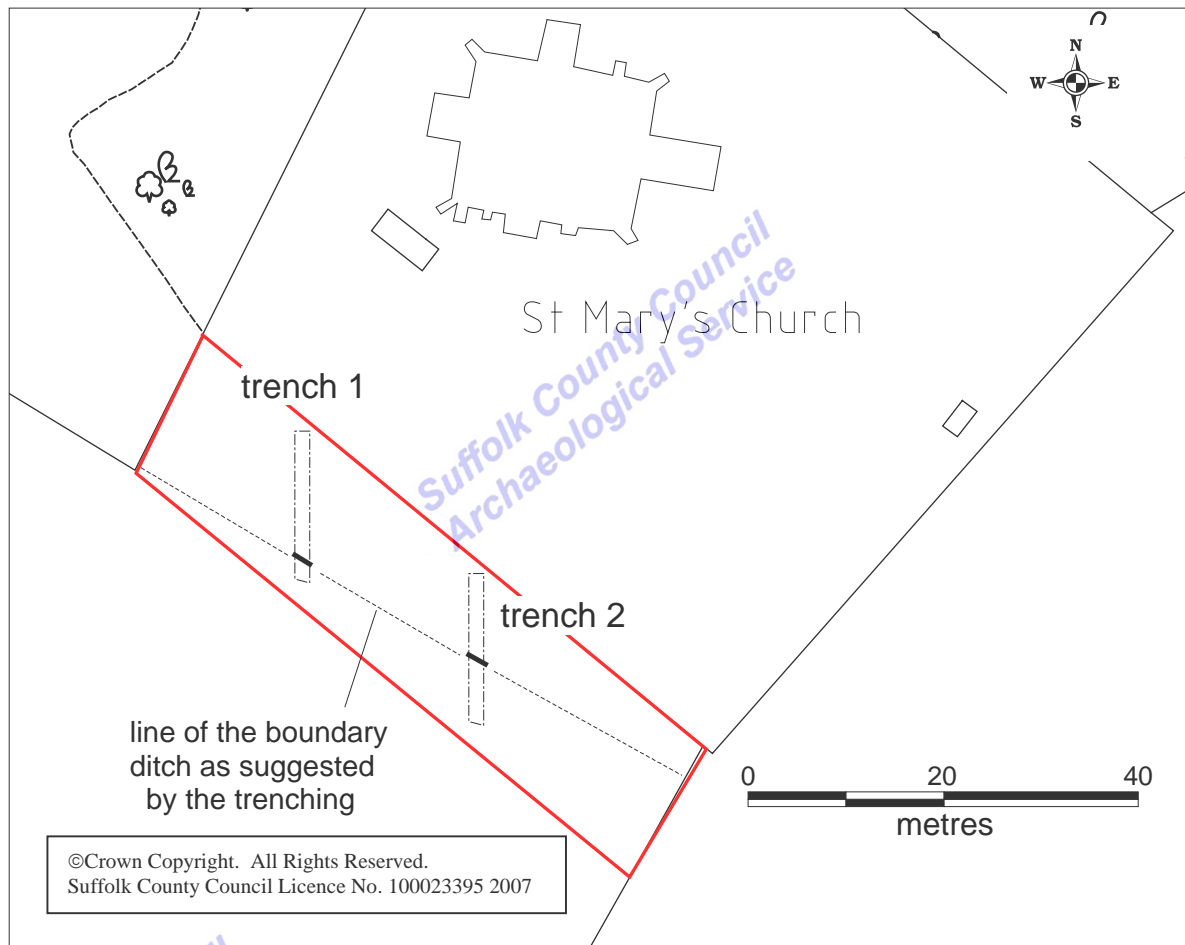 N
W E
S
St Mary's Church
Suffolk County Council
Archaeological Service
trench 1
trench 2
line of the boundary
ditch as suggested
by the trenching
0 20 40
metres
©Crown Copyright. All Rights Reserved.
Suffolk County Council Licence No. 100023395 2007